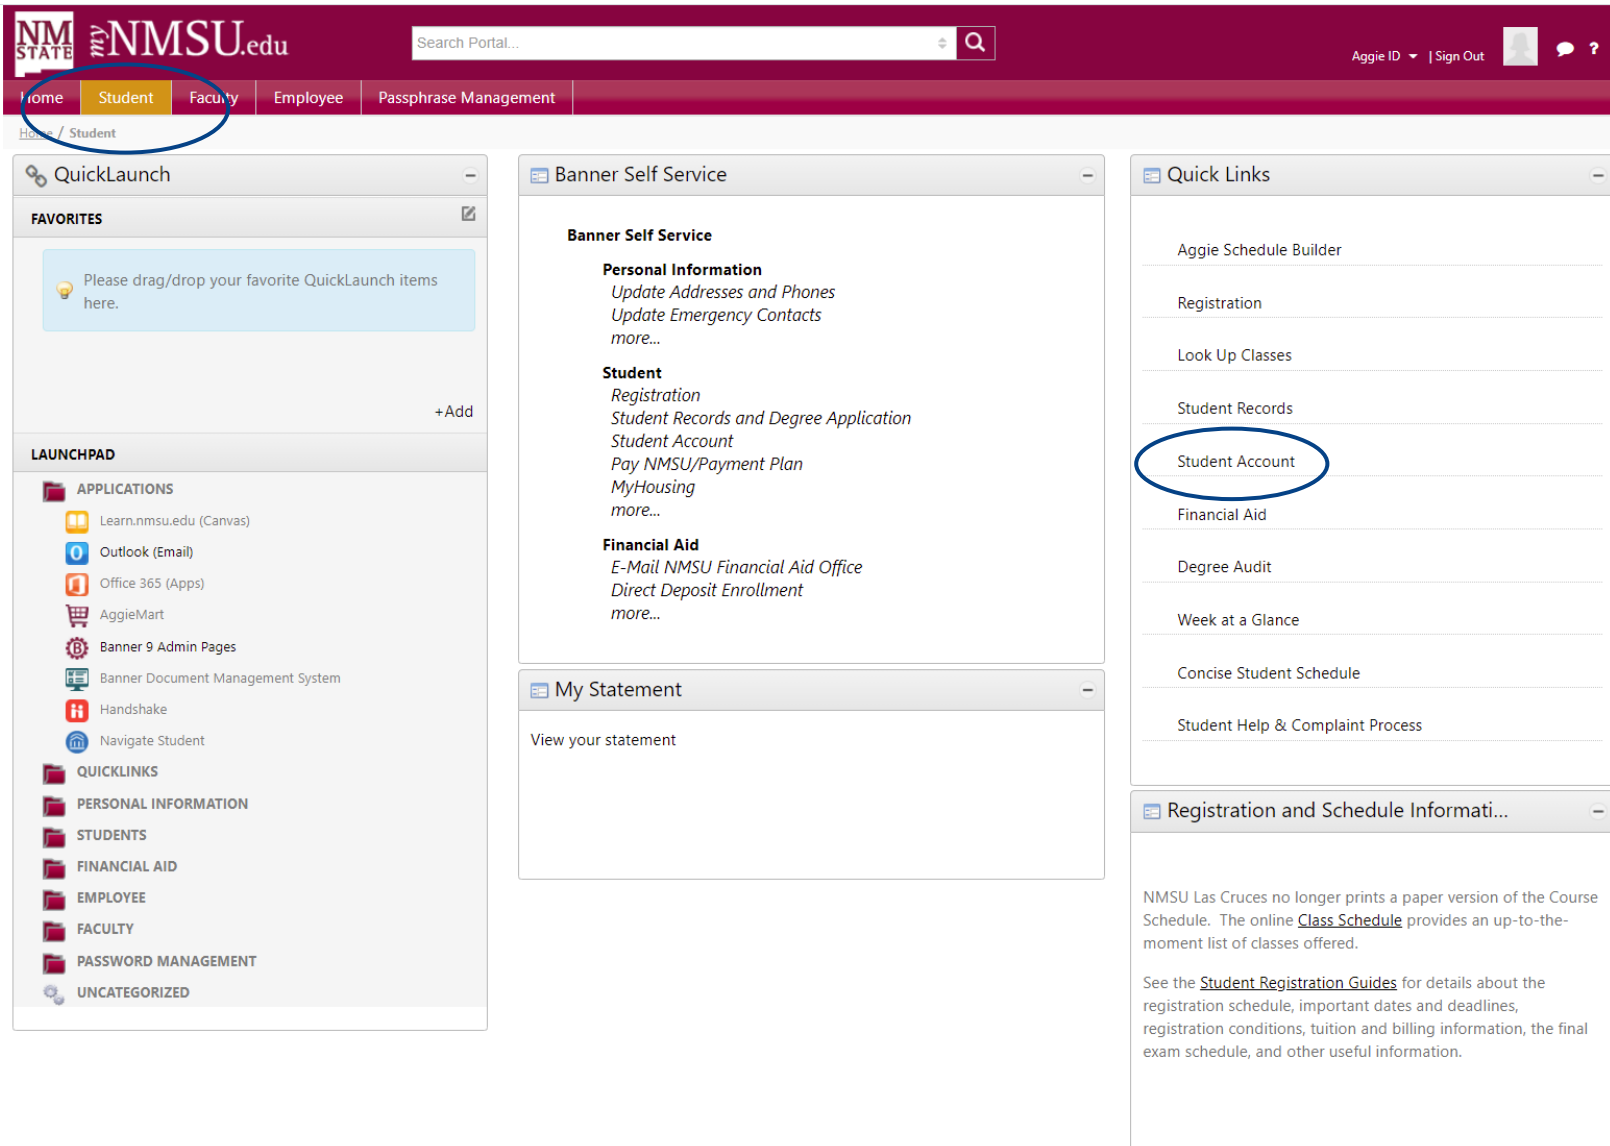 NM
STATE
myNMSU.edu
Search Portal...
Aggie ID | Sign Out
?
Home Student Faculty Employee Passphrase Management
Home / Student
QuickLaunch
FAVORITES
Please drag/drop your favorite QuickLaunch items
here.
+Add
LAUNCHPAD
APPLICATIONS
Learn.nmsu.edu (Canvas)
Outlook (Email)
Office 365 (Apps)
AggieMart
Banner 9 Admin Pages
Banner Document Management System
Handshake
Navigate Student
QUICKLINKS
PERSONAL INFORMATION
STUDENTS
FINANCIAL AID
EMPLOYEE
FACULTY
PASSWORD MANAGEMENT
UNCATEGORIZED
Banner Self Service
Banner Self Service
Personal Information
Update Addresses and Phones
Update Emergency Contacts
more...
Student
Registration
Student Records and Degree Application
Student Account
Pay NMSU/Payment Plan
MyHousing
more...
Financial Aid
E-Mail NMSU Financial Aid Office
Direct Deposit Enrollment
more...
My Statement
View your statement
Quick Links
Aggie Schedule Builder
Registration
Look Up Classes
Student Records
Student Account
Financial Aid
Degree Audit
Week at a Glance
Concise Student Schedule
Student Help & Complaint Process
Registration and Schedule Informati...
NMSU Las Cruces no longer prints a paper version of the Course
Schedule. The online Class Schedule provides an up-to-the-
moment list of classes offered.
See the Student Registration Guides for details about the
registration schedule, important dates and deadlines,
registration conditions, tuition and billing information, the final
exam schedule, and other useful information.